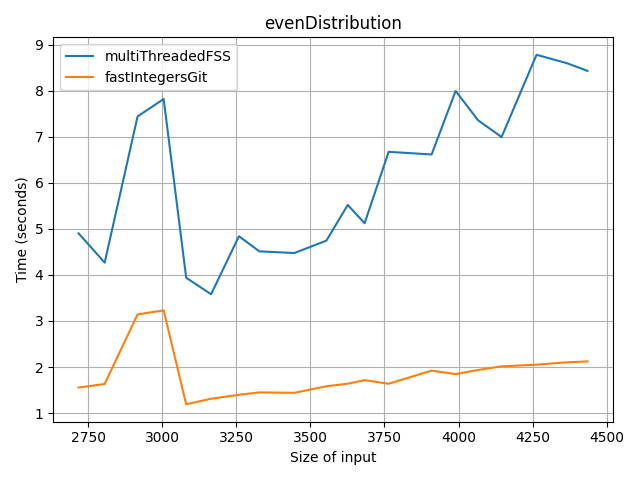 evenDistribution
multiThreadedFSS
fastIntegersGit
Time (seconds)
9
8
7
6
5
4
3
2
1
2750 3000 3250 3500 3750 4000 4250 4500
Size of input